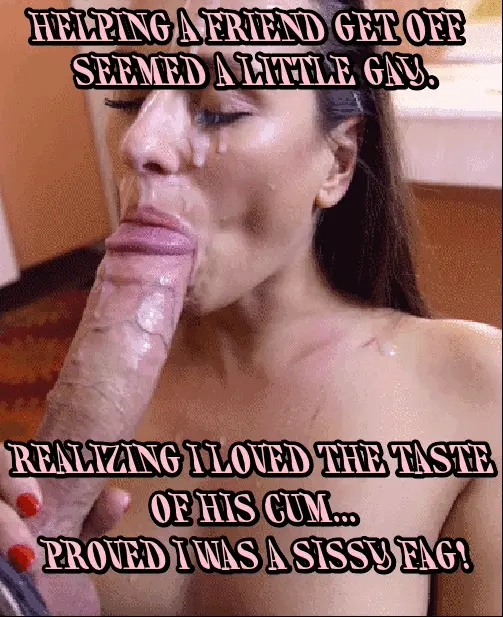 HELPING A FRIEND GET OFF
SEEMED A LITTLE GAY.
REALIZING I LOVED THE TASTE
OF HIS CUM...
PROVED I WAS A SISSY FAG!